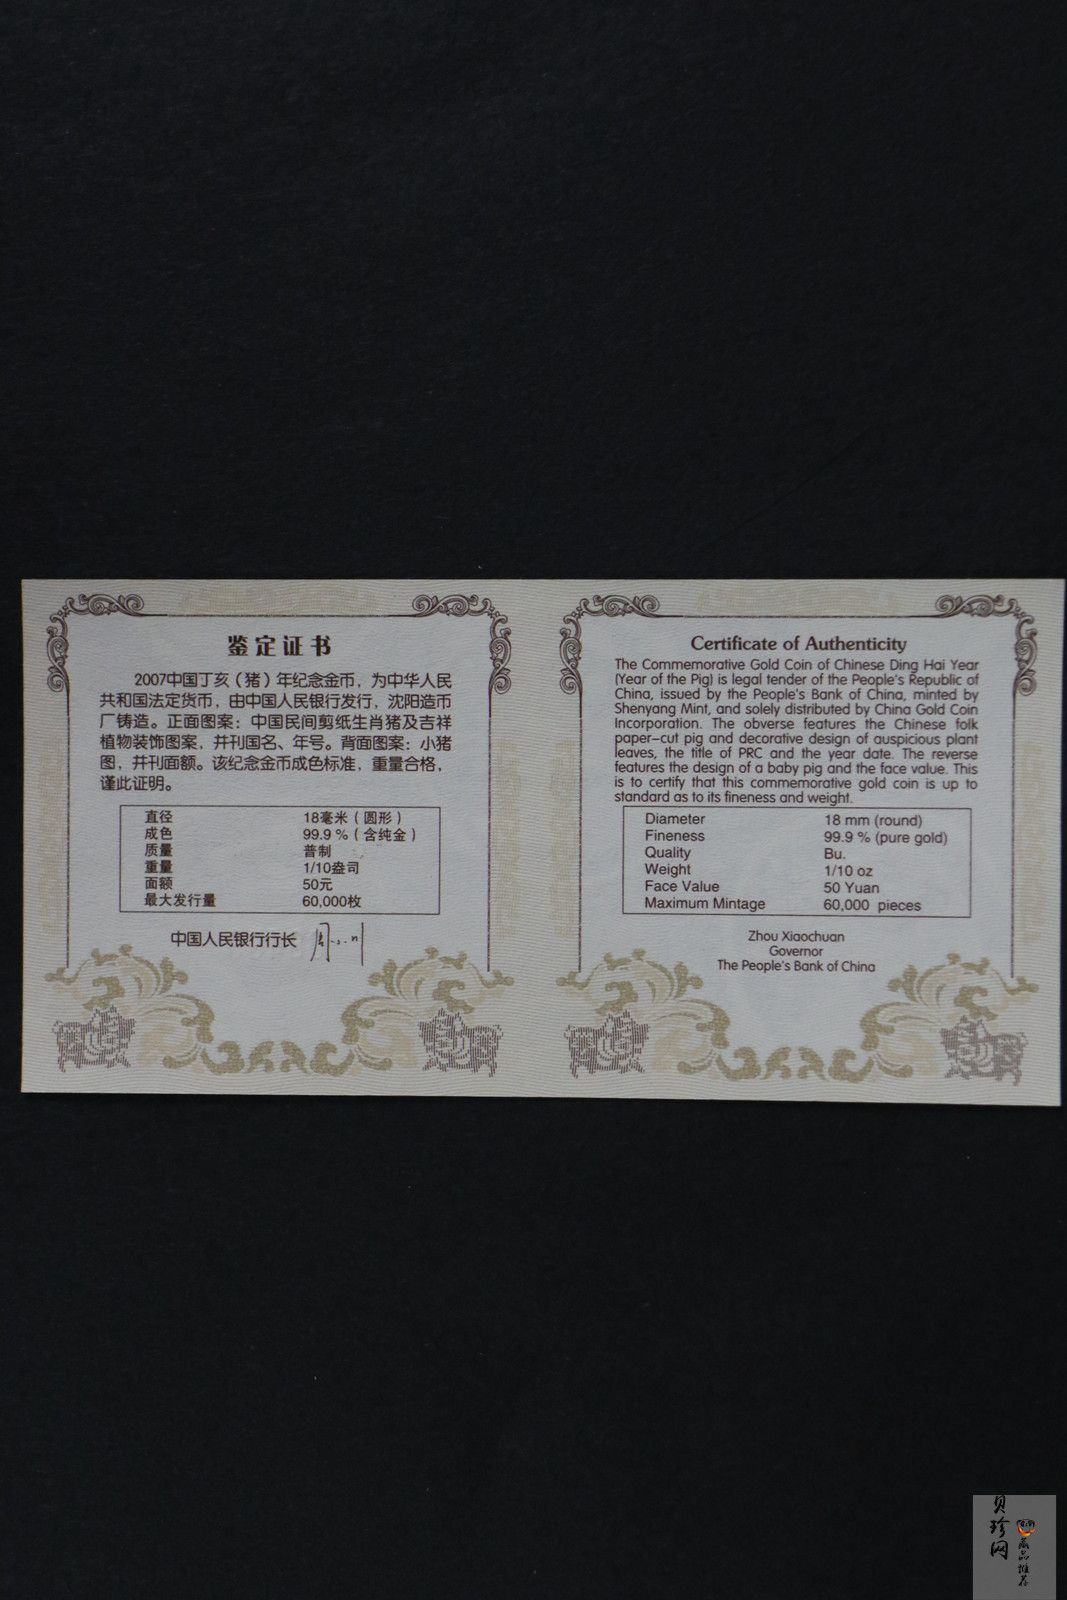 鉴定证书
2007中国丁亥（猪）年纪念金币，为中华人民
共和国法定货币，由中国人民银行发行，沈阳造币
厂铸造。正面图案：中国民间剪纸生肖猪及吉祥
植物装饰图案，并刊国名、年号。背面图案：小猪
图，并刊面额。该纪念金币成色标准，重量合格，
谨此证明。
直径 18毫米（圆形）
成色 99.9％（含纯金）
质量 普制
重量 1/10盎司
面额 50元
最大发行量 60,000枚
中国人民银行行长
Certificate of Authenticity
The Commemorative Gold Coin of Chinese Ding Hai Year
(Year of the Pig) is legal tender of the People's Republic of
China, issued by the People's Bank of China, minted by
Shenyang Mint, and solely distributed by China Gold Coin
Incorporation. The obverse features the Chinese folk
paper-cut pig and decorative design of auspicious plant
leaves, the title of PRC and the year date. The reverse
features the design of a baby pig and the face value. This
is to certify that this commemorative gold coin is up to
standard as to its fineness and weight.
Diameter 18 mm (round)
Fineness 99.9 % (pure gold)
Quality Bu.
Weight 1/10 oz
Face Value 50 Yuan
Maximum Mintage 60,000 pieces
Zhou Xiaochuan
Governor
The People's Bank of China
贝珍网
藏品推荐